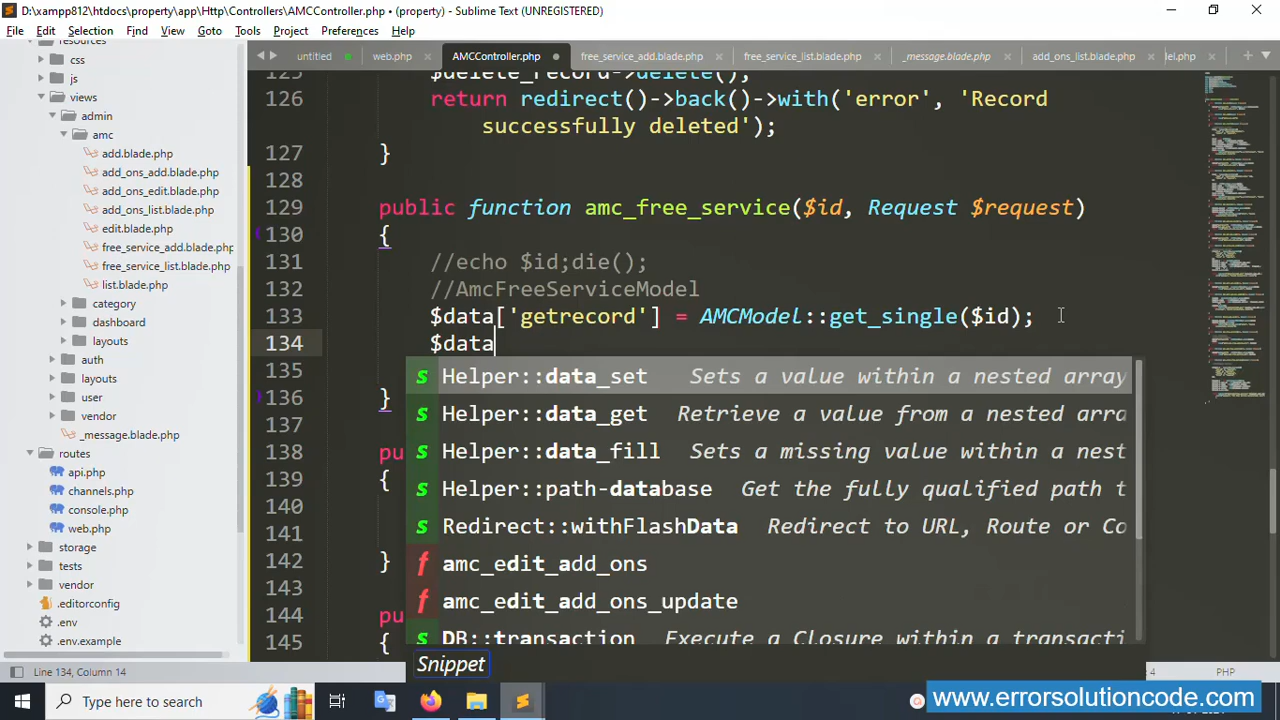 D:\xampp812\htdocs\property\app\Http\Controllers\AMCController.php • (property) - Sublime Text (UNREGISTERED)
File Edit Selection Find View Goto Tools Project Preferences Help
untitled web.php AMCController.php free_service_add.blade.php free_service_list.blade.php _message.blade.php add_ons_list.blade.php del.php
resources
css
js
views
admin
amc
add.blade.php
add_ons_add.blade.php
add_ons_edit.blade.php
add_ons_list.blade.php
edit.blade.php
free_service_add.blade.php
free_service_list.blade.php
list.blade.php
category
dashboard
layouts
auth
layouts
user
vendor
_message.blade.php
routes
api.php
channels.php
console.php
web.php
storage
tests
vendor
.editorconfig
.env
.env.example
125 $delete_record->delete();
126 return redirect()->back()->with('error', 'Record
successfully deleted');
127 }
128
129 public function amc_free_service($id, Request $request)
130 {
131 //echo $id;die();
132 //AmcFreeServiceModel
133 $data['getrecord'] = AMCModel::get_single($id);
134 $data
135
136 }
137
138 pu
139 {
140
141
142 }
143
144 pu
145 {
s Helper::data_set Sets a value within a nested array
s Helper::data_get Retrieve a value from a nested arra
s Helper::data_fill Sets a missing value within a nest
s Helper::path-database Get the fully qualified path t
s Redirect::withFlashData Redirect to URL, Route or Co
f amc_edit_add_ons
f amc_edit_add_ons_update
s DB::transaction Execute a Closure within a transacti
Snippet
Line 134, Column 14
4 PHP
Type here to search
www.errorsolutioncode.com